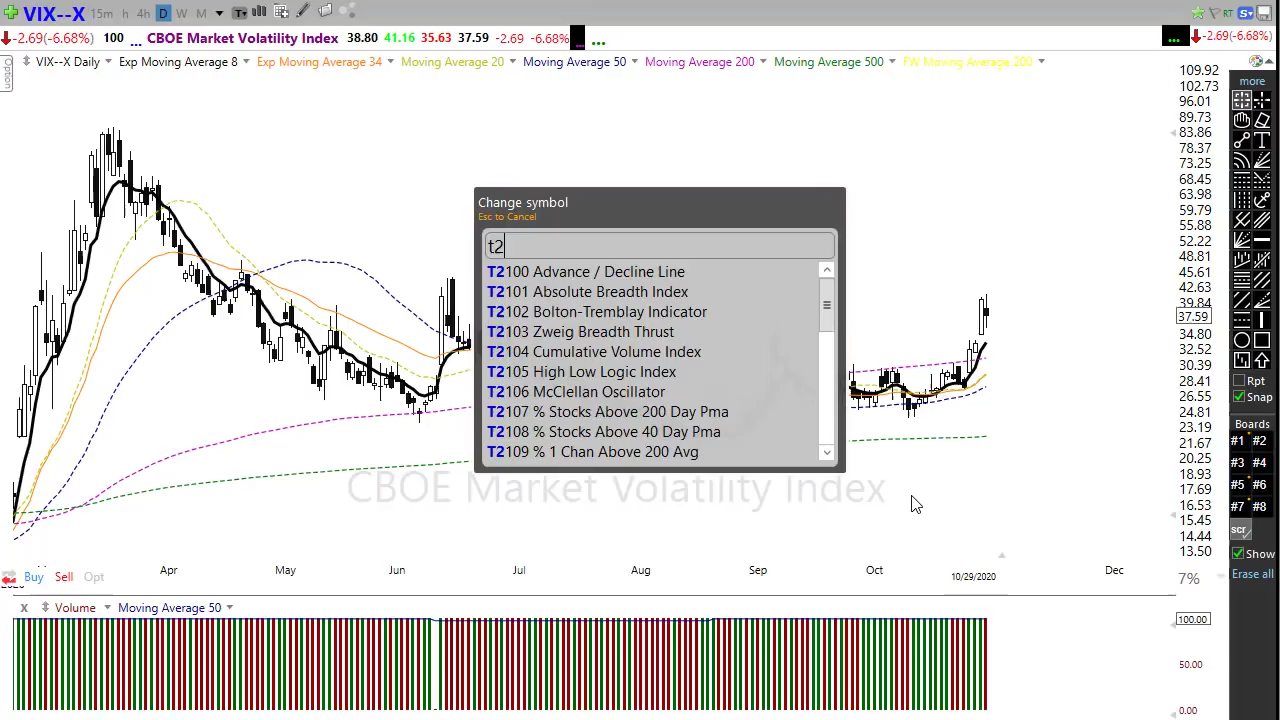 VIX--X 15m h 4h D W M T RT S
-2.69(-6.68%) 100 ... CBOE Market Volatility Index 38.80 41.16 35.63 37.59 -2.69 -6.68% ... ... -2.69(-6.68%)
Option
VIX--X Daily Exp Moving Average 8 Exp Moving Average 34 Moving Average 20 Moving Average 50 Moving Average 200 Moving Average 500 FW Moving Average 200
109.92
102.73
96.01
89.73
83.86
78.37
73.25
68.45
63.98
59.79
55.88
52.22
48.81
45.61
42.63
39.84
37.59
34.80
32.52
30.39
28.41
26.55
24.81
23.19
21.67
20.25
18.93
17.69
16.53
15.45
14.44
13.50
more
Rpt
Snap
Boards
#1 #2
#3 #4
#5 #6
#7 #8
scr
Show
Erase all
Change symbol
Esc to Cancel
t2
T2100 Advance / Decline Line
T2101 Absolute Breadth Index
T2102 Bolton-Tremblay Indicator
T2103 Zweig Breadth Thrust
T2104 Cumulative Volume Index
T2105 High Low Logic Index
T2106 McClellan Oscillator
T2107 % Stocks Above 200 Day Pma
T2108 % Stocks Above 40 Day Pma
T2109 % 1 Chan Above 200 Avg
CBOE Market Volatility Index
Buy Sell Opt
Apr May Jun Jul Aug Sep Oct 10/29/2020 Dec 7%
X Volume Moving Average 50
100.00
50.00
0.00